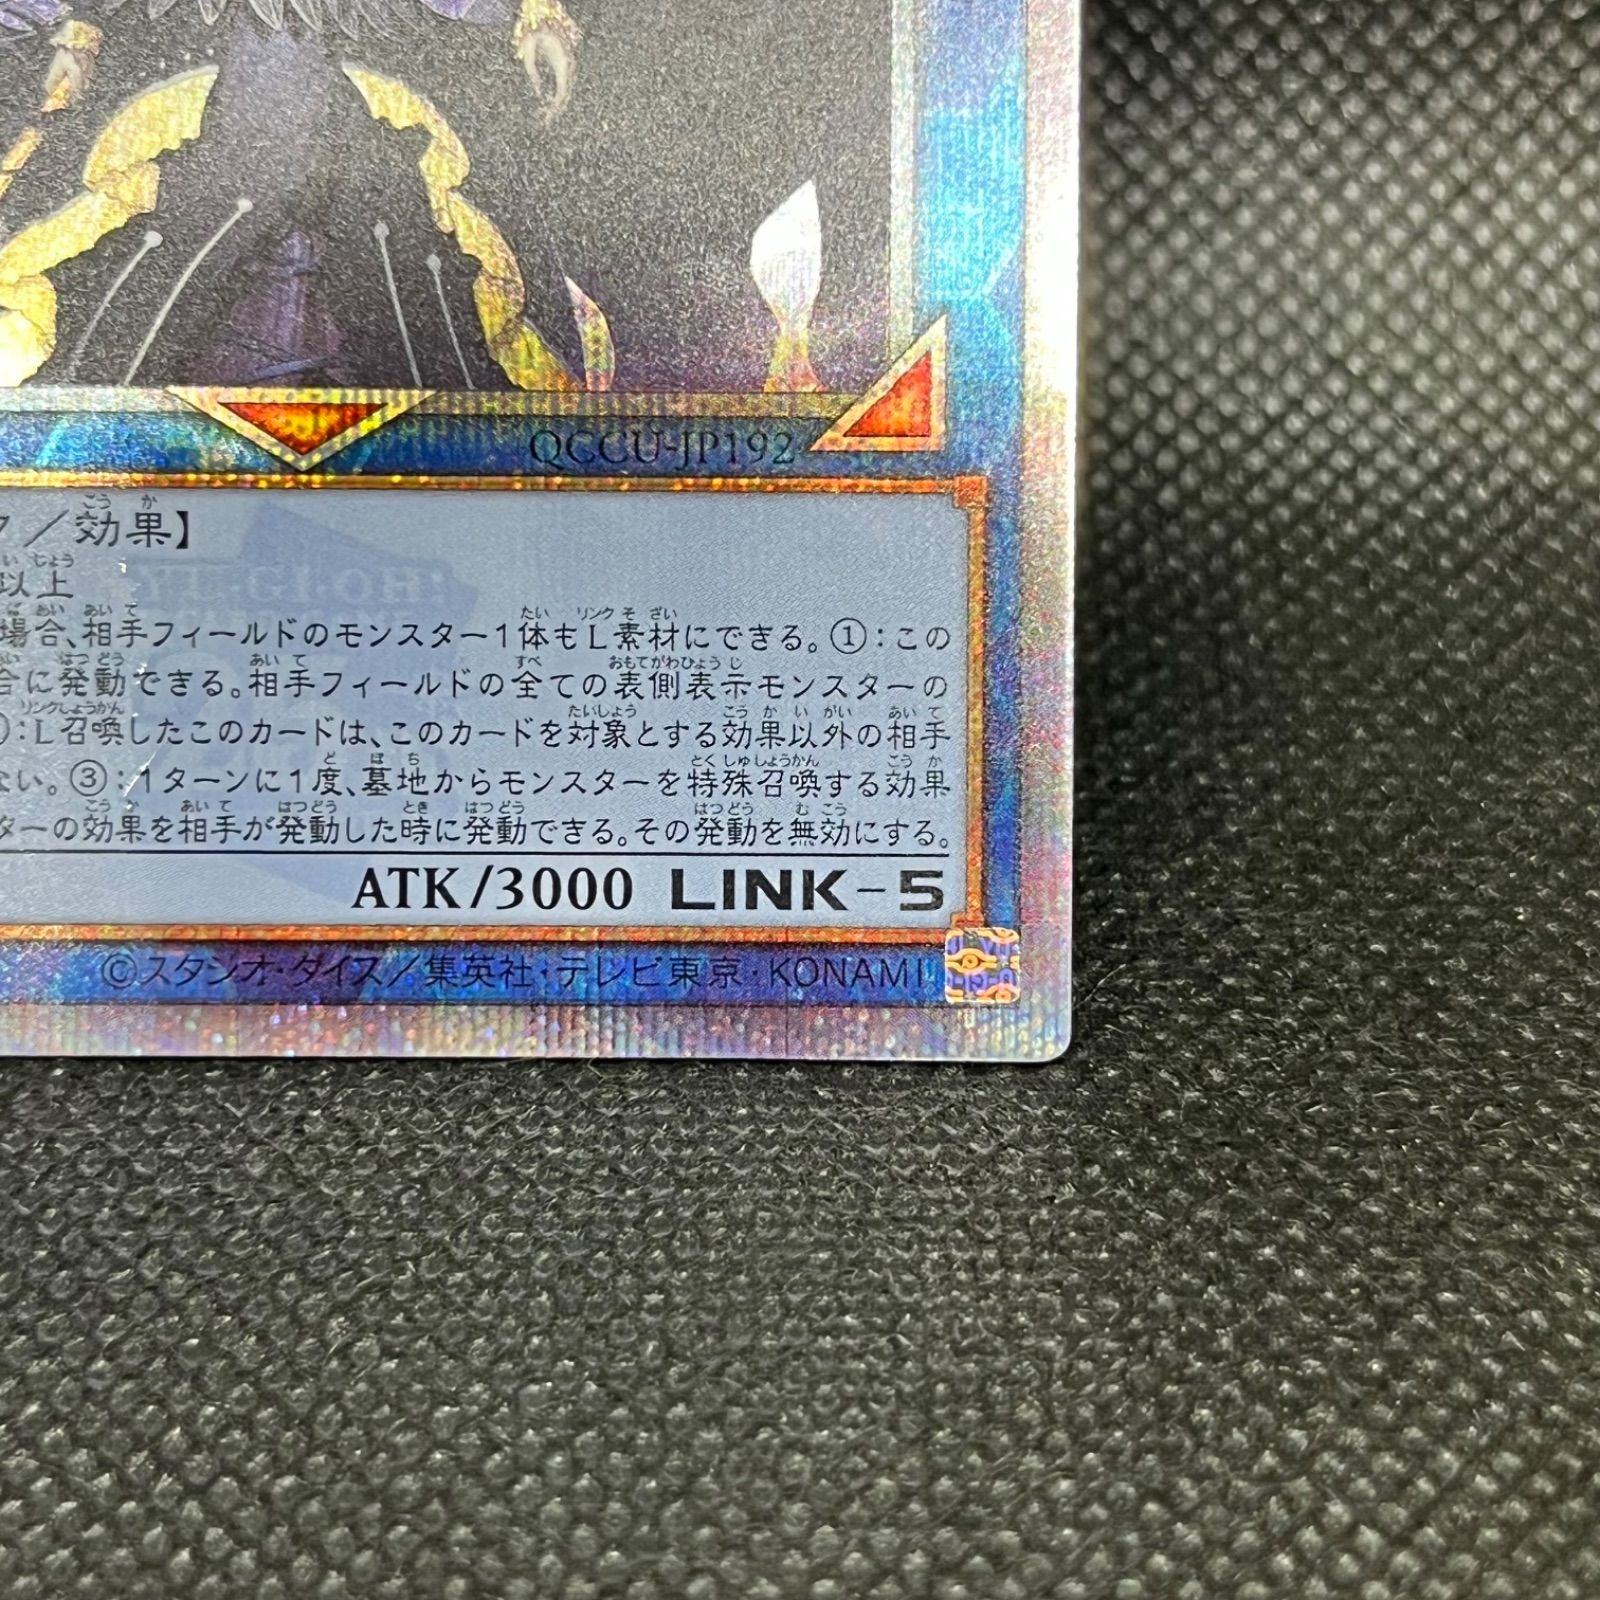 QCCU-JP192
／効果】
以上
場合、相手フィールドのモンスター1体もL素材にできる。①：この
に発動できる。相手フィールドの全ての表側表示モンスターの
：L召喚したこのカードは、このカードを対象とする効果以外の相手
ない。③：1ターンに1度、墓地からモンスターを特殊召喚する効果
ターの効果を相手が発動した時に発動できる。その発動を無効にする。
ATK/3000 LINK-5
©スタジオ・ダイス／集英社・テレビ東京・KONAMI